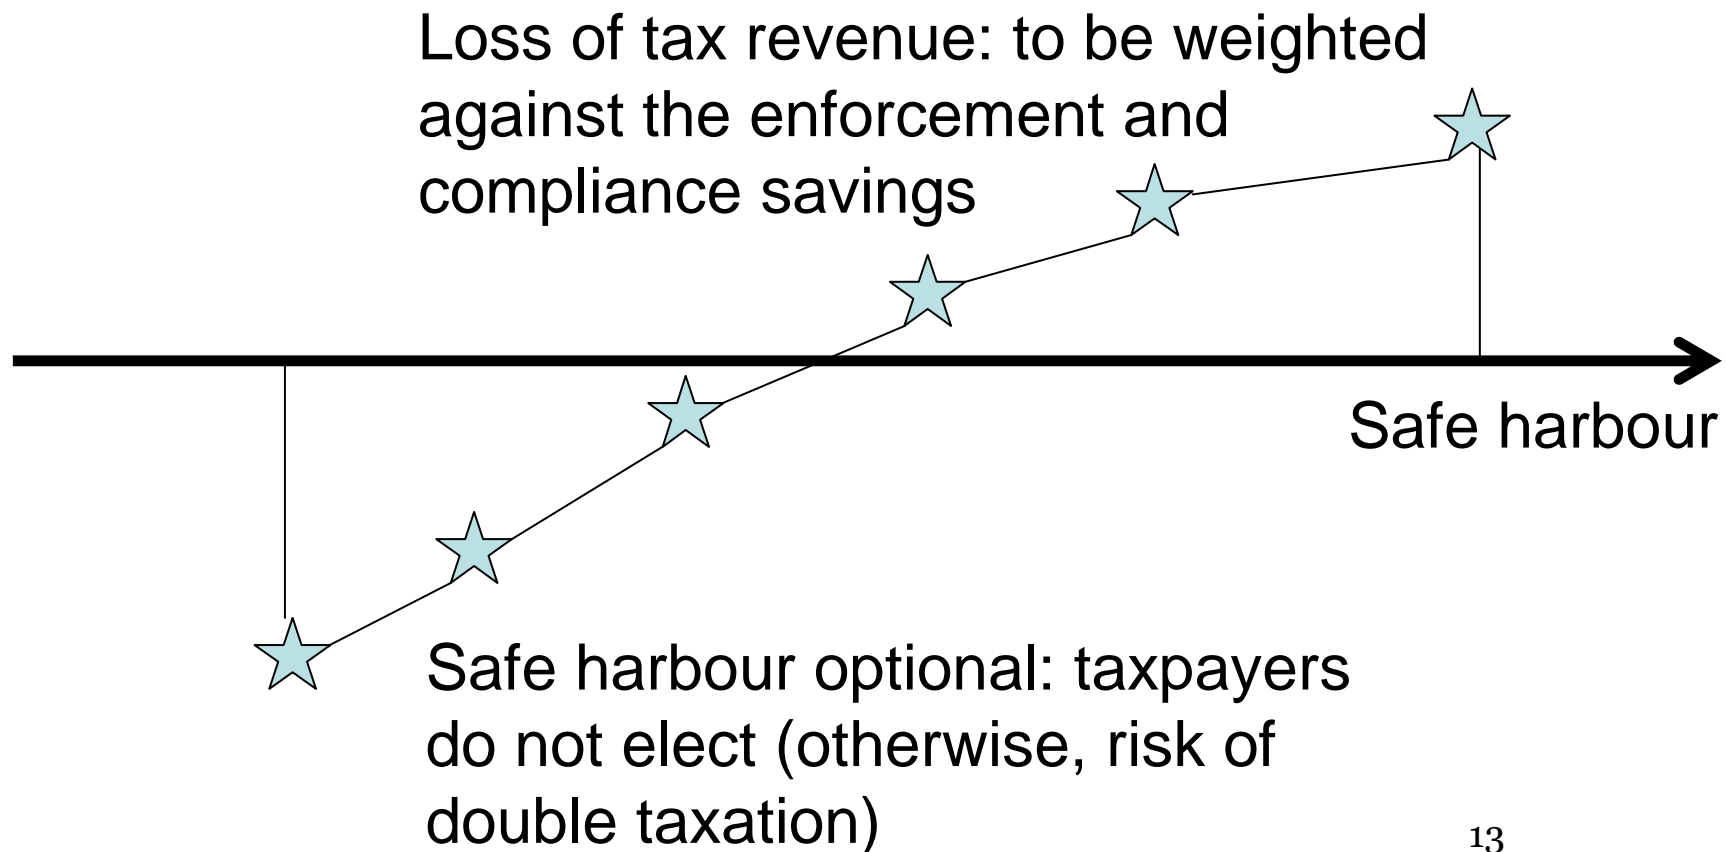 Loss of tax revenue: to be weighted
against the enforcement and
compliance savings
Safe harbour
Safe harbour optional: taxpayers
do not elect (otherwise, risk of
double taxation)
13